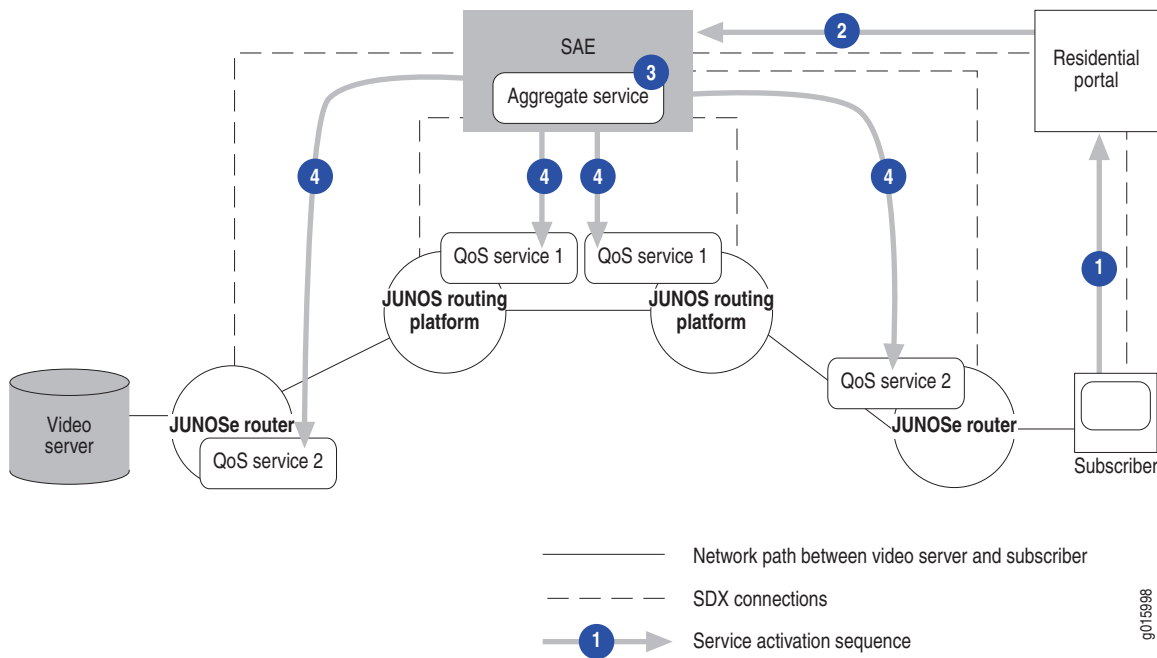 2
SAE
Residential
portal
3
Aggregate service
4
4
4
4
1
QoS service 1
QoS service 1
JUNOS routing
platform
JUNOS routing
platform
QoS service 2
Video
server
JUNOSe router
JUNOSe router
QoS service 2
Subscriber
Network path between video server and subscriber
SDX connections
1
Service activation sequence
g015998